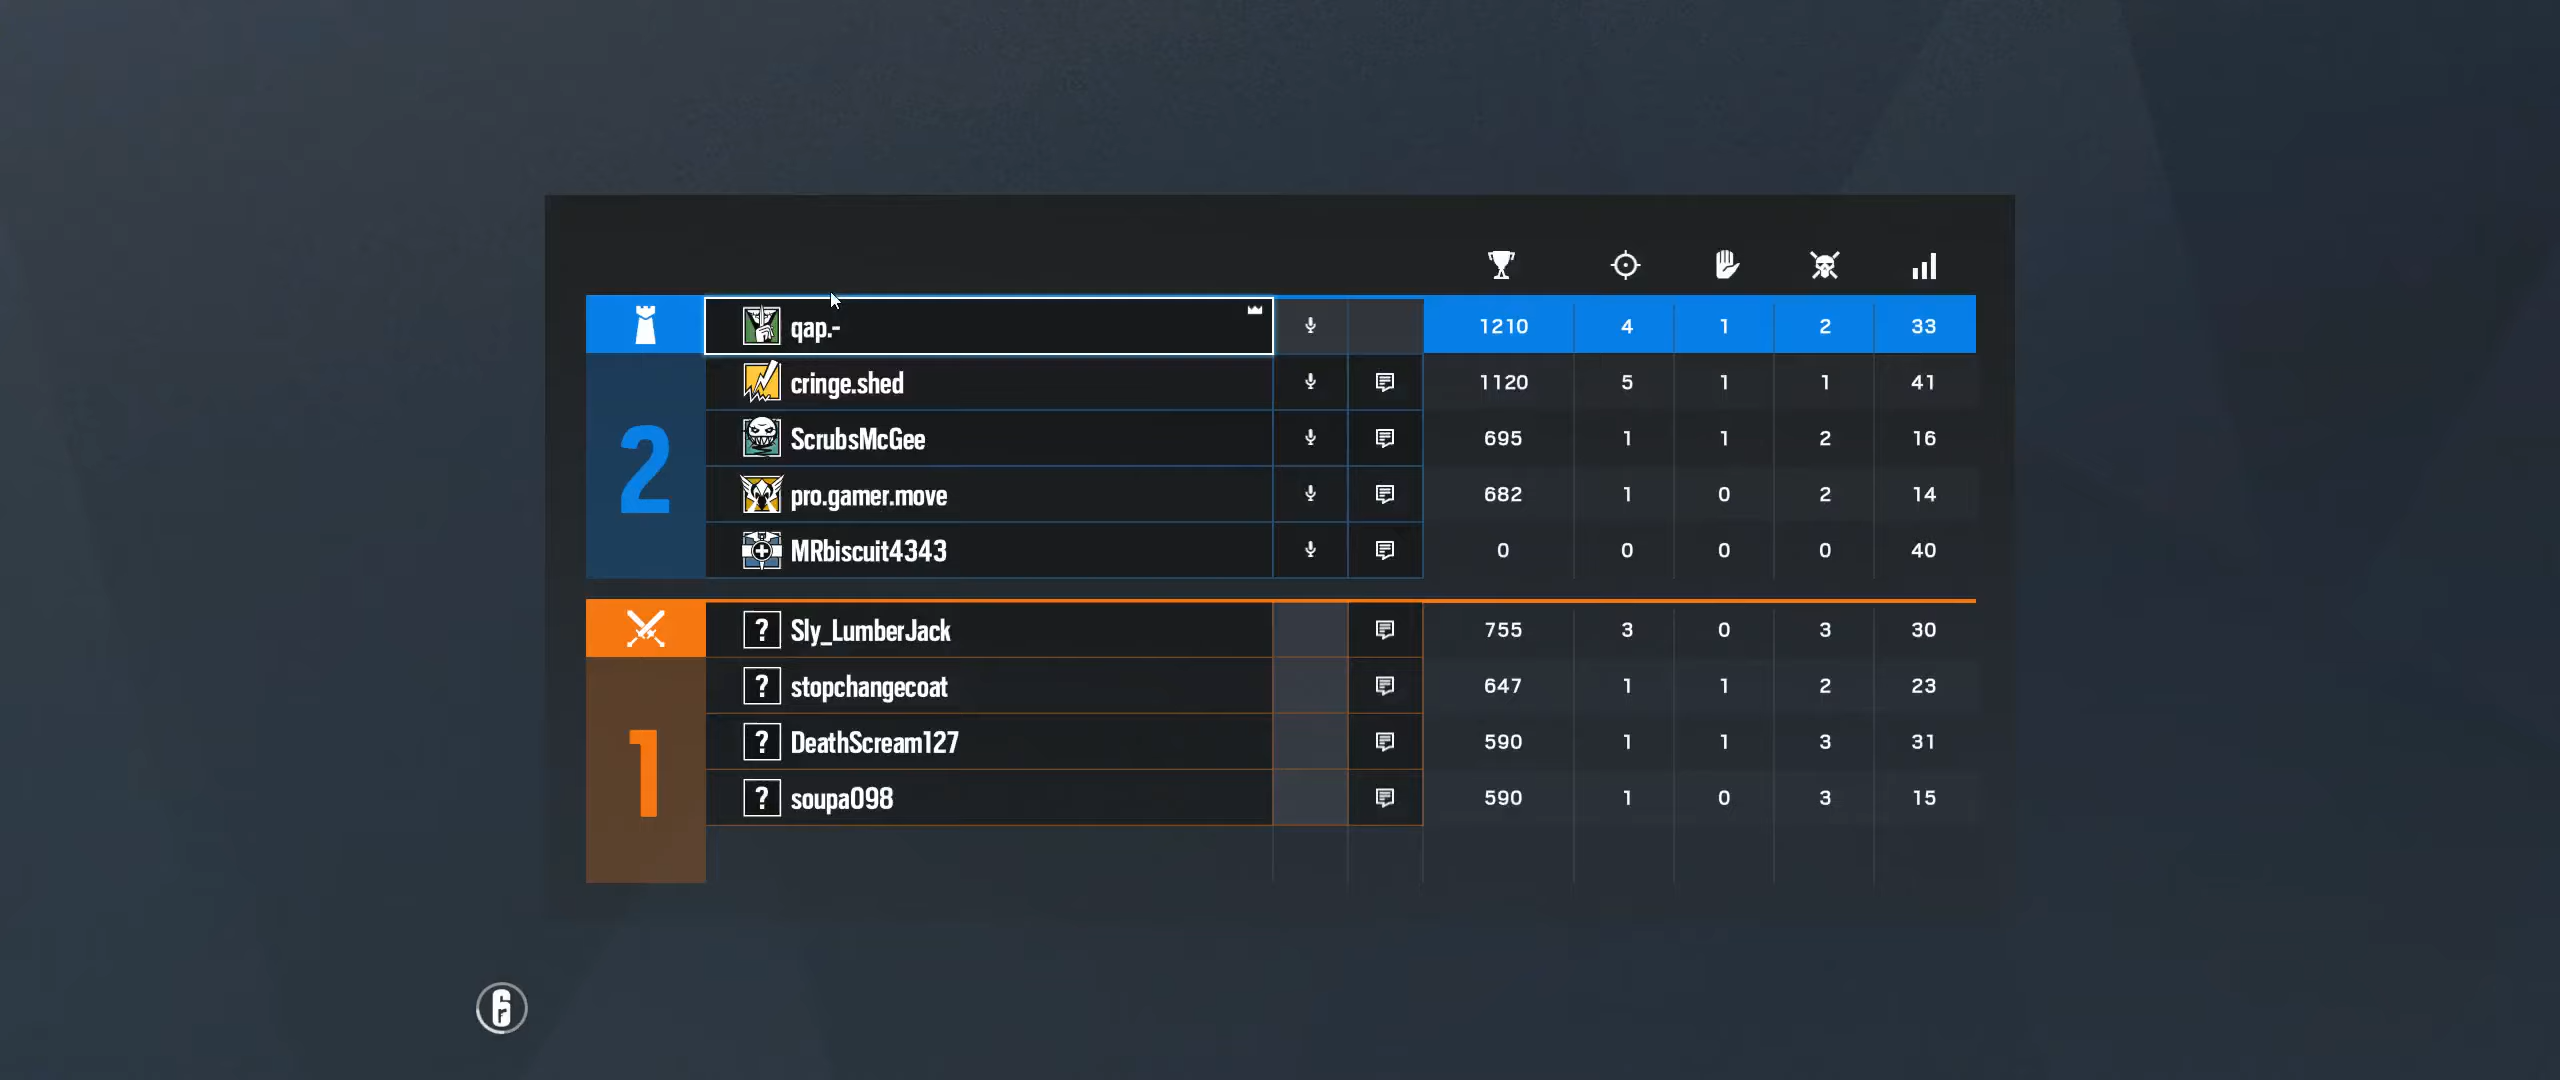 qap.- 1210 4 1 2 33
cringe.shed 1120 5 1 1 41
2
ScrubsMcGee 695 1 1 2 16
pro.gamer.move 682 1 0 2 14
MRbiscuit4343 0 0 0 0 40
? Sly_LumberJack 755 3 0 3 30
? stopchangecoat 647 1 1 2 23
1
? DeathScream127 590 1 1 3 31
? soupa098 590 1 0 3 15
6